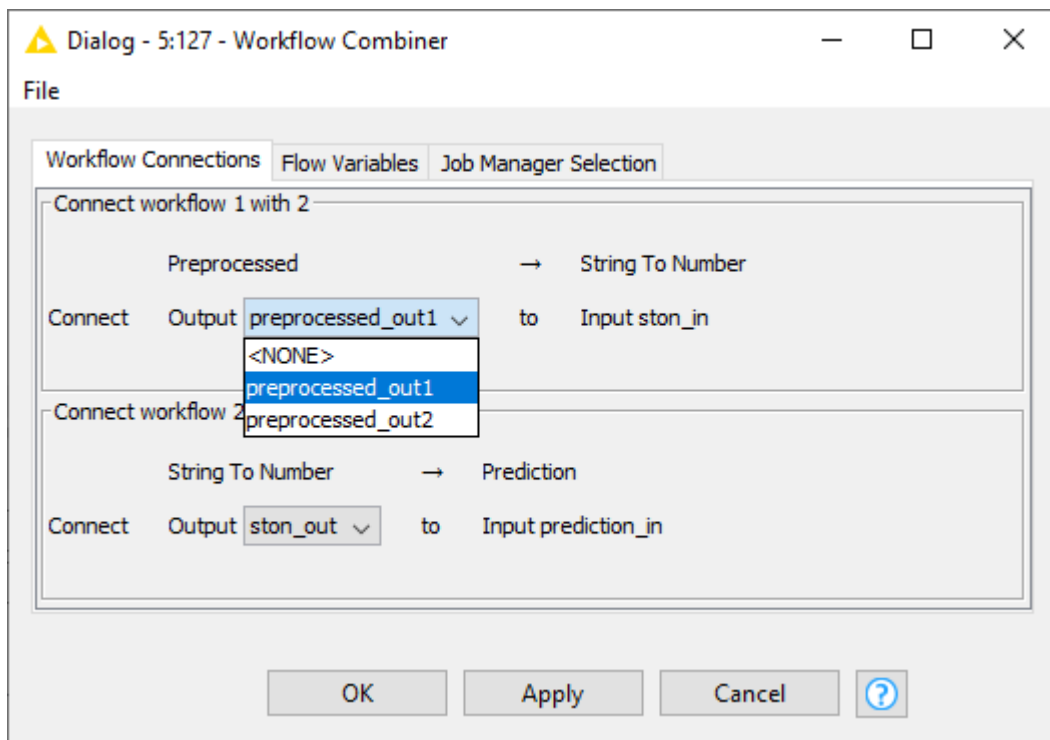 Dialog - 5:127 - Workflow Combiner
File
Workflow Connections Flow Variables Job Manager Selection
Connect workflow 1 with 2
Preprocessed → String To Number
Connect Output preprocessed_out1 to Input ston_in
<NONE>
preprocessed_out1
preprocessed_out2
Connect workflow 2
String To Number → Prediction
Connect Output ston_out to Input prediction_in
OK Apply Cancel ?